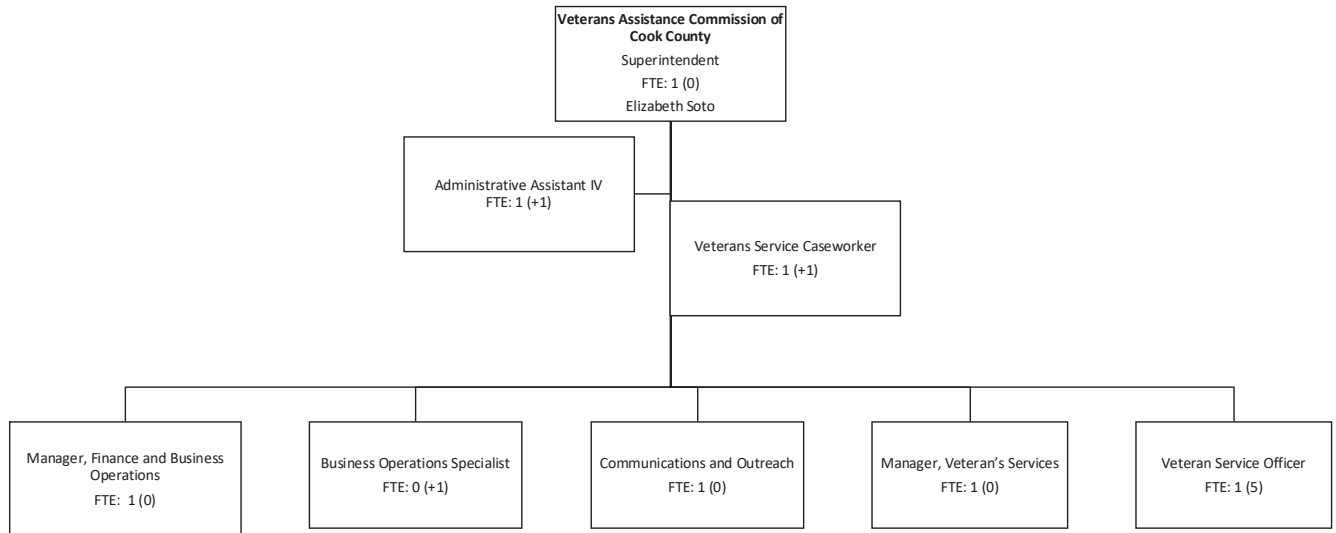 Veterans Assistance Commission of
Cook County
Superintendent
FTE: 1 (0)
Elizabeth Soto
Administrative Assistant IV
FTE: 1 (+1)
Veterans Service Caseworker
FTE: 1 (+1)
Manager, Finance and Business
Operations
FTE: 1 (0)
Business Operations Specialist
FTE: 0 (+1)
Communications and Outreach
FTE: 1 (0)
Manager, Veteran’s Services
FTE: 1 (0)
Veteran Service Officer
FTE: 1 (5)